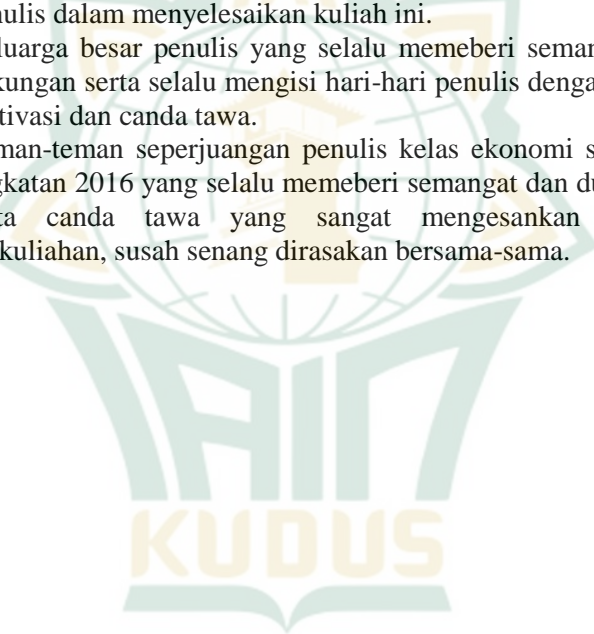 nulis dalam menyelesaikan kuliah ini.
luarga besar penulis yang selalu memeberi seman
kungan serta selalu mengisi hari-hari penulis denga
tivasi dan canda tawa.
man-teman seperjuangan penulis kelas ekonomi s
gkatan 2016 yang selalu memeberi semangat dan du
ta canda tawa yang sangat mengesankan
kuliahan, susah senang dirasakan bersama-sama.
IAIN
KUDUS